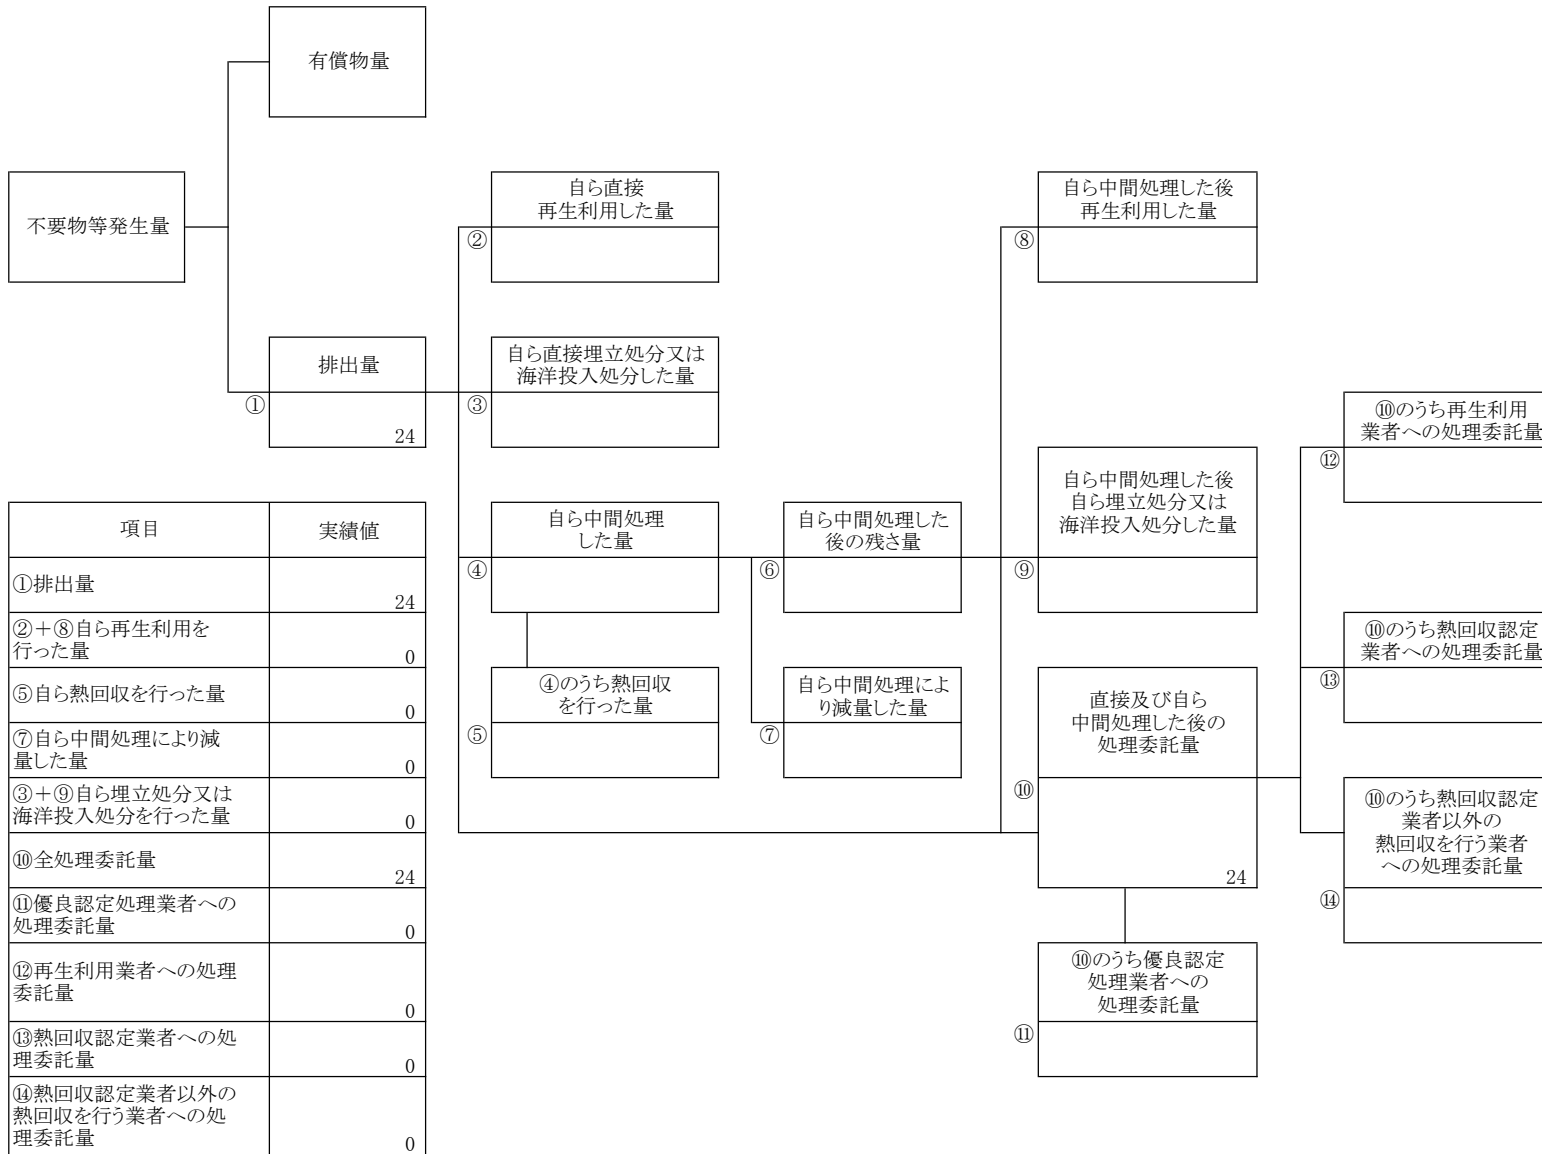 有償物量
不要物等発生量
自ら直接
再生利用した量
②
自ら中間処理した後
再生利用した量
⑧
排出量
①
24
自ら直接埋立処分又は
海洋投入処分した量
③
⑩のうち再生利用
業者への処理委託量
⑫
自ら中間処理
した量
④
自ら中間処理した
後の残さ量
⑥
自ら中間処理した後
自ら埋立処分又は
海洋投入処分した量
⑨
⑩のうち熱回収認定
業者への処理委託量
⑬
④のうち熱回収
を行った量
⑤
自ら中間処理によ
り減量した量
⑦
直接及び自ら
中間処理した後の
処理委託量
⑩
24
⑩のうち熱回収認定
業者以外の
熱回収を行う業者
への処理委託量
⑭
⑩のうち優良認定
処理業者への
処理委託量
⑪
項目 実績値
①排出量
24
②＋⑧自ら再生利用を
行った量
0
⑤自ら熱回収を行った量
0
⑦自ら中間処理により減
量した量
0
③＋⑨自ら埋立処分又は
海洋投入処分を行った量
0
⑩全処理委託量
24
⑪優良認定処理業者への
処理委託量
0
⑫再生利用業者への処理
委託量
0
⑬熱回収認定業者への処
理委託量
0
⑭熱回収認定業者以外の
熱回収を行う業者への処
理委託量
0